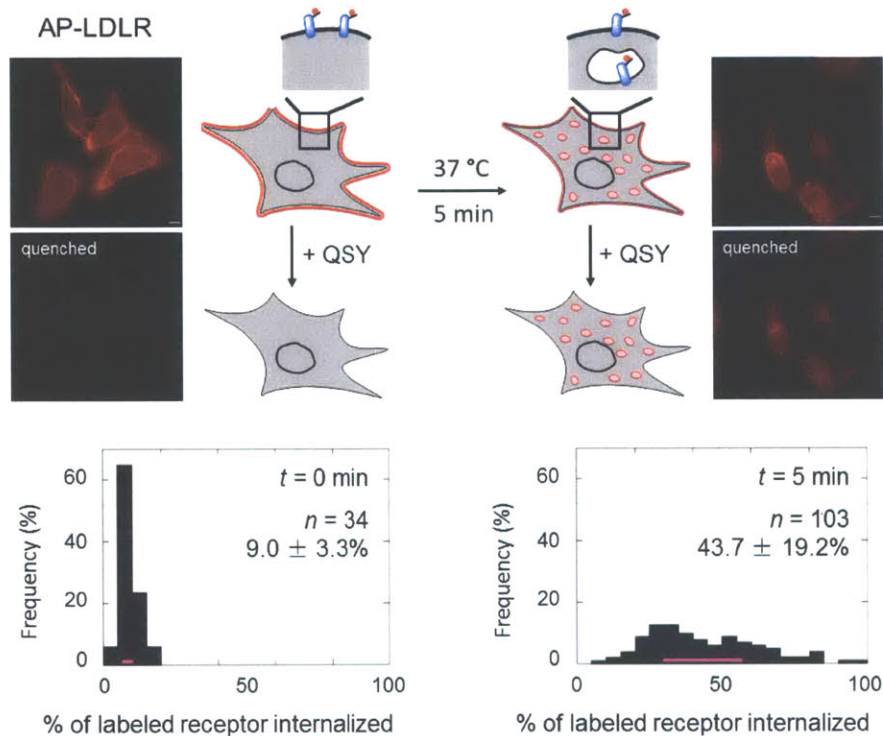 AP-LDLR
quenched
37 °C
5 min
+ QSY
+ QSY
quenched
Frequency (%)
60
40
20
0
t = 0 min
n = 34
9.0 ± 3.3%
0
50
100
% of labeled receptor internalized
Frequency (%)
60
40
20
0
t = 5 min
n = 103
43.7 ± 19.2%
0
50
100
% of labeled receptor internalized